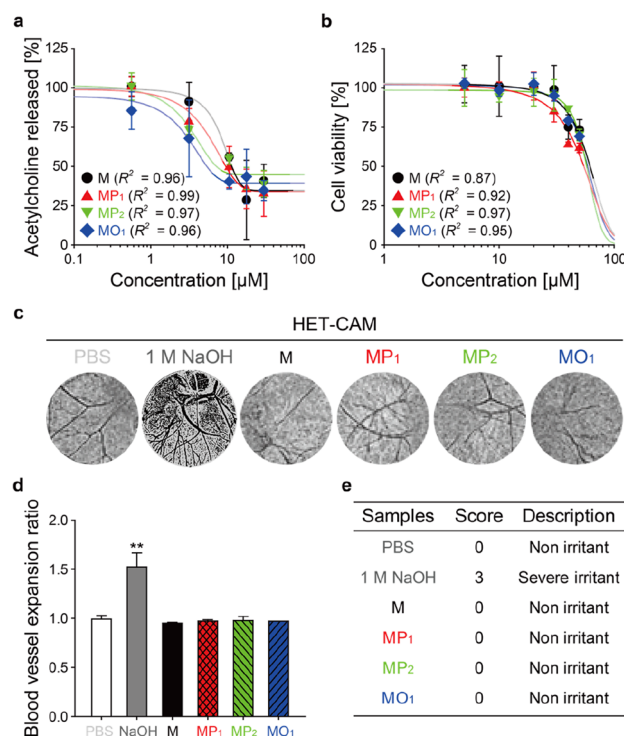 a
Acetylcholine released [%]
125
100
75
50
25
0
M (R² = 0.96)
MP₁ (R² = 0.99)
MP₂ (R² = 0.97)
MO₁ (R² = 0.96)
0.1
1
10
100
Concentration [µM]
b
Cell viability [%]
125
100
75
50
25
0
M (R² = 0.87)
MP₁ (R² = 0.92)
MP₂ (R² = 0.97)
MO₁ (R² = 0.95)
1
10
100
Concentration [µM]
c
HET-CAM
PBS 1 M NaOH M MP₁ MP₂ MO₁
d
Blood vessel expansion ratio
2.0
1.5
1.0
0.5
0.0
**
PBS NaOH M MP₁ MP₂ MO₁
e
Samples Score Description
PBS 0 Non irritant
1 M NaOH 3 Severe irritant
M 0 Non irritant
MP₁ 0 Non irritant
MP₂ 0 Non irritant
MO₁ 0 Non irritant